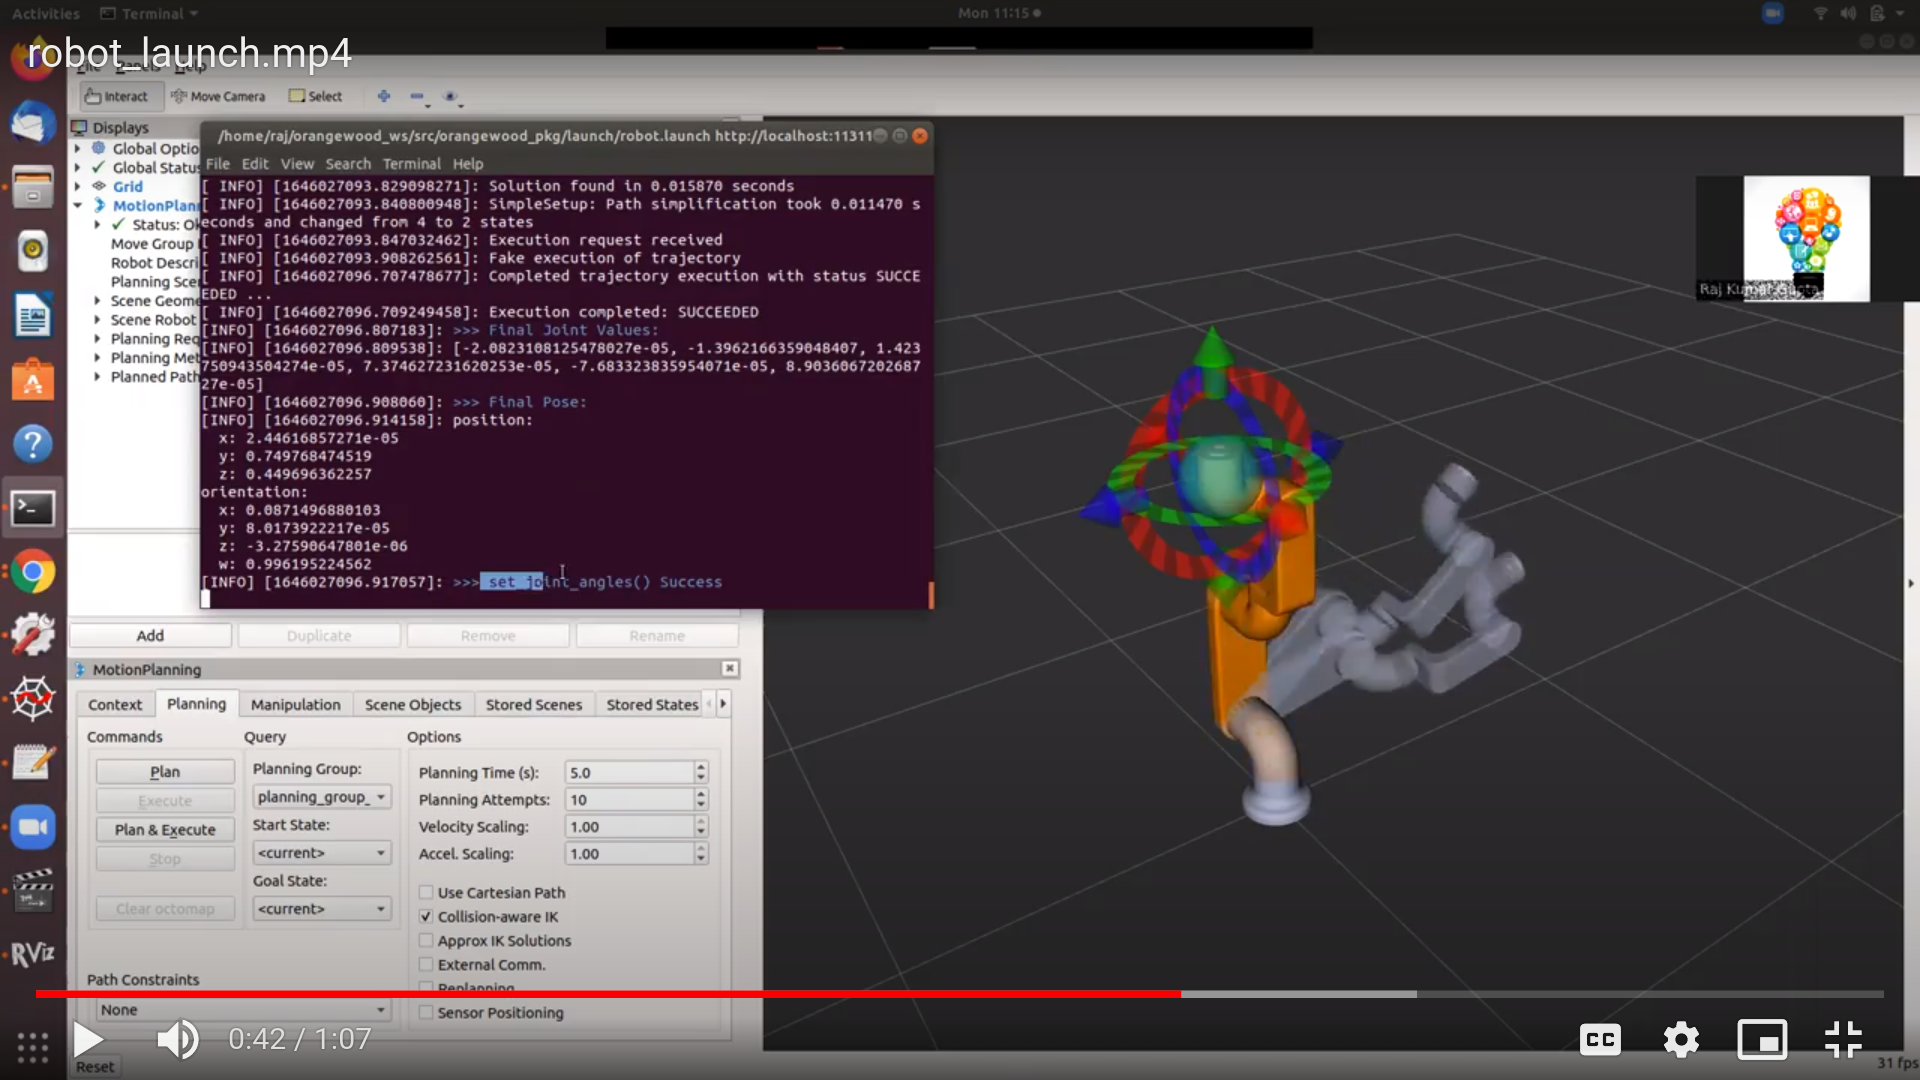 Activities
Terminal
Mon 11:15
robot_launch.mp4
Interact
Move Camera
Select
Displays
Global Optio
Global Status
Grid
MotionPlann
Status: Ok
Move Group
Robot Descri
Planning Sce
Scene Geome
Scene Robot
Planning Req
Planning Met
Planned Path
/home/raj/orangewood_ws/src/orangewood_pkg/launch/robot.launch http://localhost:11311
File Edit View Search Terminal Help
[ INFO] [1646027093.829098271]: Solution found in 0.015870 seconds
[ INFO] [1646027093.840800948]: SimpleSetup: Path simplification took 0.011470 s
econds and changed from 4 to 2 states
[ INFO] [1646027093.847032462]: Execution request received
[ INFO] [1646027093.908262561]: Fake execution of trajectory
[ INFO] [1646027096.707478677]: Completed trajectory execution with status SUCCE
EDED ...
[ INFO] [1646027096.709249458]: Execution completed: SUCCEEDED
[INFO] [1646027096.807183]: >>> Final Joint Values:
[INFO] [1646027096.809538]: [-2.0823108125478027e-05, -1.3962166359048407, 1.423
750943504274e-05, 7.374627231620253e-05, -7.683323835954071e-05, 8.9036067202687
27e-05]
[INFO] [1646027096.908060]: >>> Final Pose:
[INFO] [1646027096.914158]: position:
x: 2.44616857271e-05
y: 0.749768474519
z: 0.449696362257
orientation:
x: 0.0871496880103
y: 8.0173922217e-05
z: -3.27590647801e-06
w: 0.996195224562
[INFO] [1646027096.917057]: >>> set_joint_angles() Success
Raj Kumar Gupta
Add
Duplicate
Remove
Rename
MotionPlanning
Context
Planning
Manipulation
Scene Objects
Stored Scenes
Stored States
Commands
Plan
Execute
Plan & Execute
Stop
Clear octomap
Query
Planning Group:
planning_group_
Start State:
<current>
Goal State:
<current>
Options
Planning Time (s): 5.0
Planning Attempts: 10
Velocity Scaling: 1.00
Accel. Scaling: 1.00
Use Cartesian Path
Collision-aware IK
Approx IK Solutions
External Comm.
Replanning
Sensor Positioning
Path Constraints
None
RViz
0:42 / 1:07
CC
Reset
31 fps